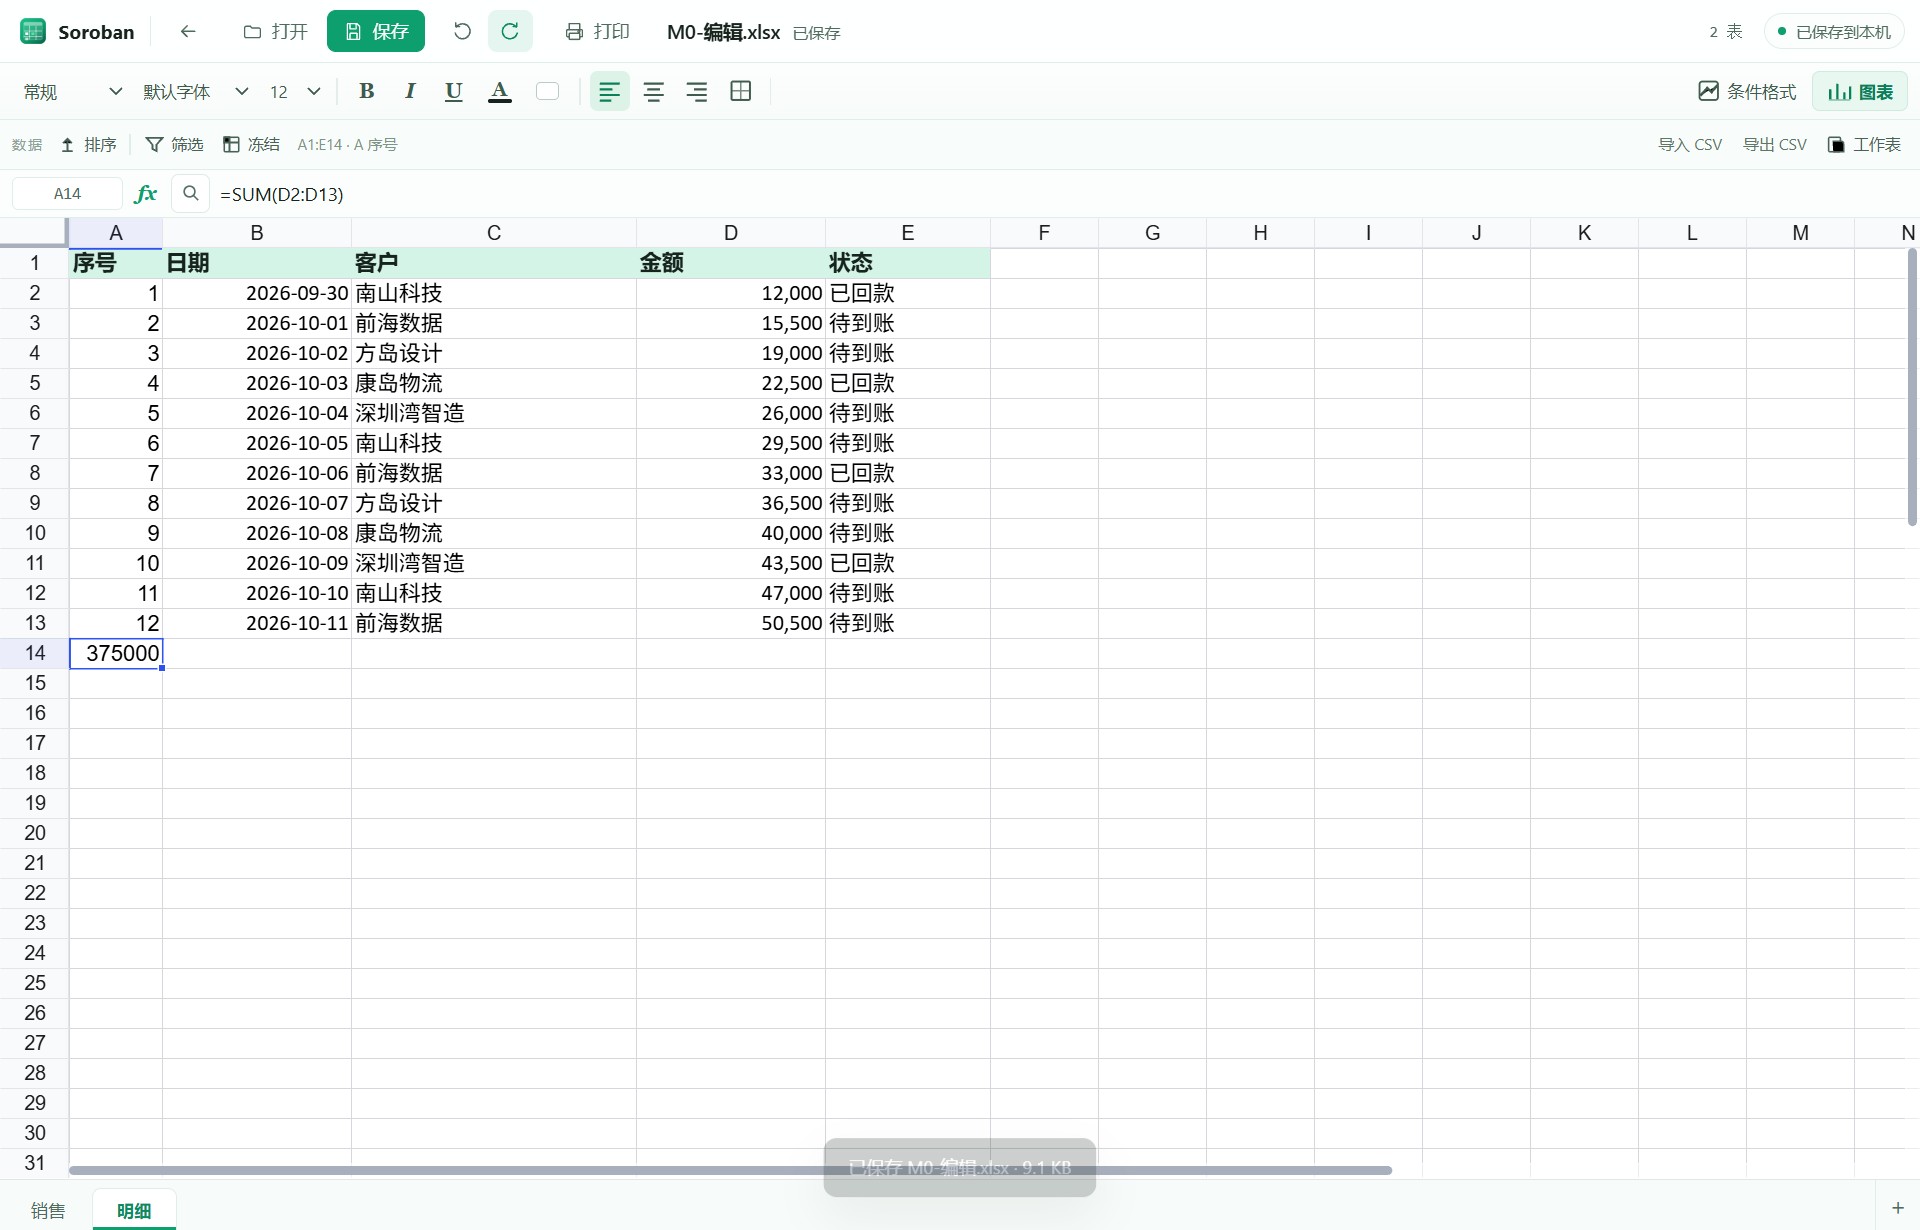 Soroban 打开 保存 打印 M0-编辑.xlsx 已保存 2 表 已保存到本机
常规 默认字体 12 B I U A 条件格式 图表
数据 排序 筛选 冻结 A1:E14 · A 序号 导入 CSV 导出 CSV 工作表
A14 fx =SUM(D2:D13)
A B C D E F G H I J K L M N
1 序号 日期 客户 金额 状态
2 1 2026-09-30 南山科技 12,000 已回款
3 2 2026-10-01 前海数据 15,500 待到账
4 3 2026-10-02 方岛设计 19,000 待到账
5 4 2026-10-03 康岛物流 22,500 已回款
6 5 2026-10-04 深圳湾智造 26,000 待到账
7 6 2026-10-05 南山科技 29,500 待到账
8 7 2026-10-06 前海数据 33,000 已回款
9 8 2026-10-07 方岛设计 36,500 待到账
10 9 2026-10-08 康岛物流 40,000 待到账
11 10 2026-10-09 深圳湾智造 43,500 已回款
12 11 2026-10-10 南山科技 47,000 待到账
13 12 2026-10-11 前海数据 50,500 待到账
14 375000
15
16
17
18
19
20
21
22
23
24
25
26
27
28
29
30
31
已保存 M0-编辑.xlsx · 9.1 KB
销售 明细 +